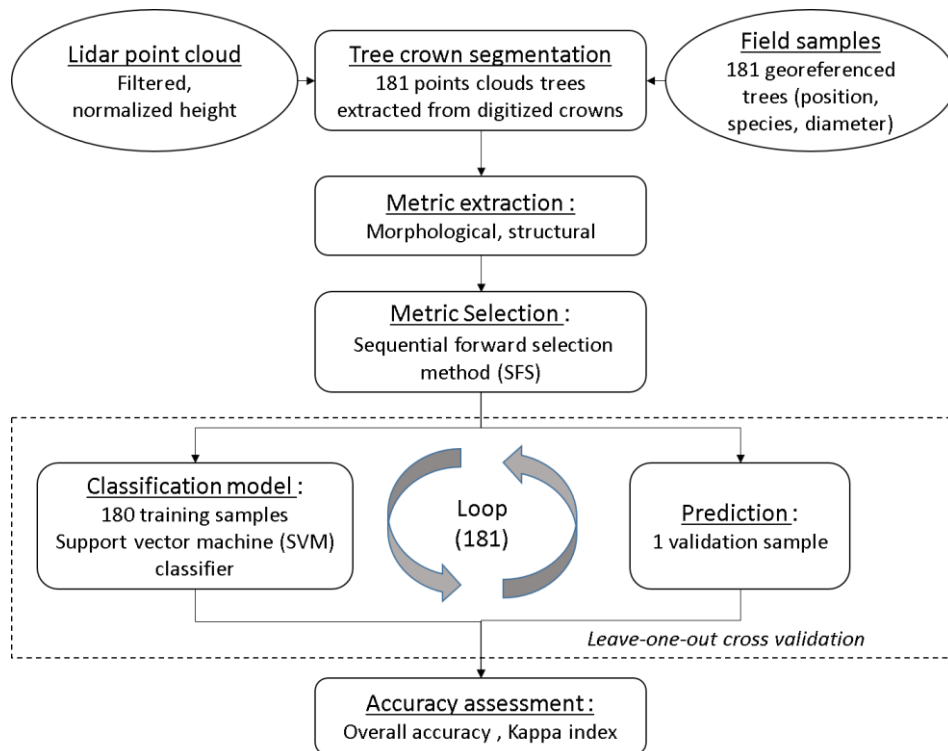 Lidar point cloud
Filtered,
normalized height
Tree crown segmentation
181 points clouds trees
extracted from digitized crowns
Field samples
181 georeferenced
trees (position,
species, diameter)
Metric extraction :
Morphological, structural
Metric Selection :
Sequential forward selection
method (SFS)
Classification model :
180 training samples
Support vector machine (SVM)
classifier
Loop
(181)
Prediction :
1 validation sample
Leave-one-out cross validation
Accuracy assessment :
Overall accuracy , Kappa index